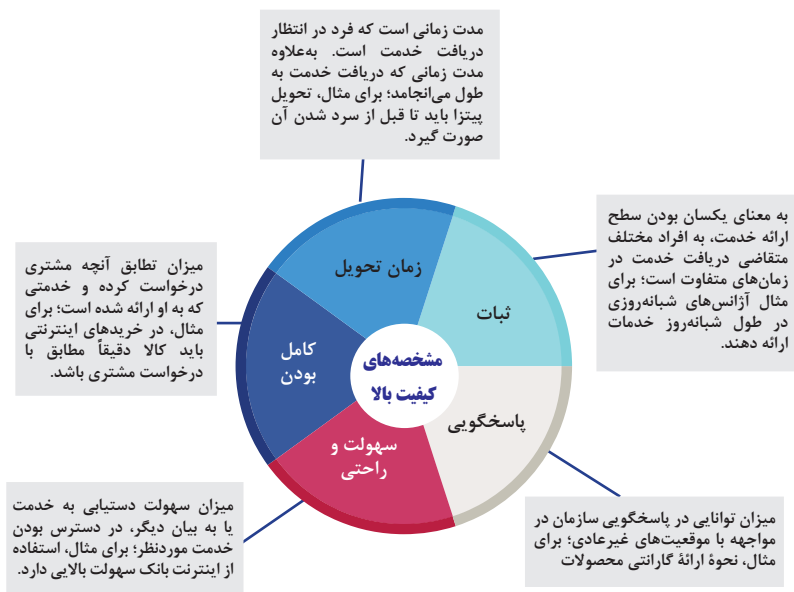 مدت زمانی است که فرد در انتظار
دریافت خدمت است. به‌علاوه
مدت زمانی که دریافت خدمت به
طول می‌انجامد؛ برای مثال، تحویل
پیتزا باید تا قبل از سرد شدن آن
صورت گیرد.
به معنای یکسان بودن سطح
ارائه خدمت، به افراد مختلف
متقاضی دریافت خدمت در
زمان‌های متفاوت است؛ برای
مثال آژانس‌های شبانه‌روزی
در طول شبانه‌روز خدمات
ارائه دهند.
میزان تطابق آنچه مشتری
درخواست کرده و خدمتی
که به او ارائه شده است؛ برای
مثال، در خریدهای اینترنتی
باید کالا دقیقاً مطابق با
درخواست مشتری باشد.
زمان تحویل
ثبات
کامل
بودن
مشخصه‌های
کیفیت بالا
پاسخگویی
سهولت و
راحتی
میزان توانایی در پاسخگویی سازمان در
مواجهه با موقعیت‌های غیرعادی؛ برای
مثال، نحوۀ ارائۀ گارانتی محصولات
میزان سهولت دستیابی به خدمت
یا به بیان دیگر، در دسترس بودن
خدمت موردنظر؛ برای مثال، استفاده
از اینترنت بانک سهولت بالایی دارد.